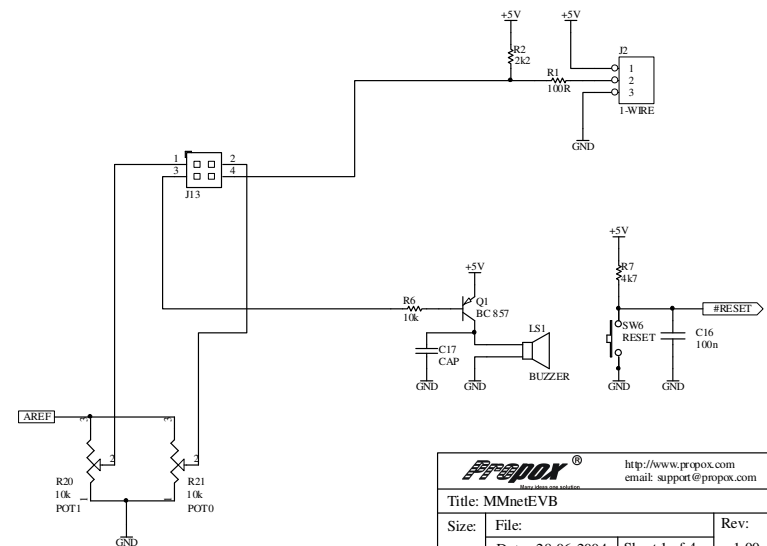 +5V +5V
R2
2k2
J2
R1
100R
1
2
3
1-WIRE
GND
1 2
3 4
J13
+5V
R7
4k7
#RESET
SW6
RESET
C16
100n
GND GND
+5V
R6
10k
Q1
BC 857
LS1
C17
CAP
BUZZER
GND GND
AREF
3 3
2 2
R20
10k
POT1
R21
10k
POT0
1 1
GND
Propox ®
Many ideas one solution
http://www.propox.com
email: support@propox.com
Title: MMnetEVB
Size: File: Rev: